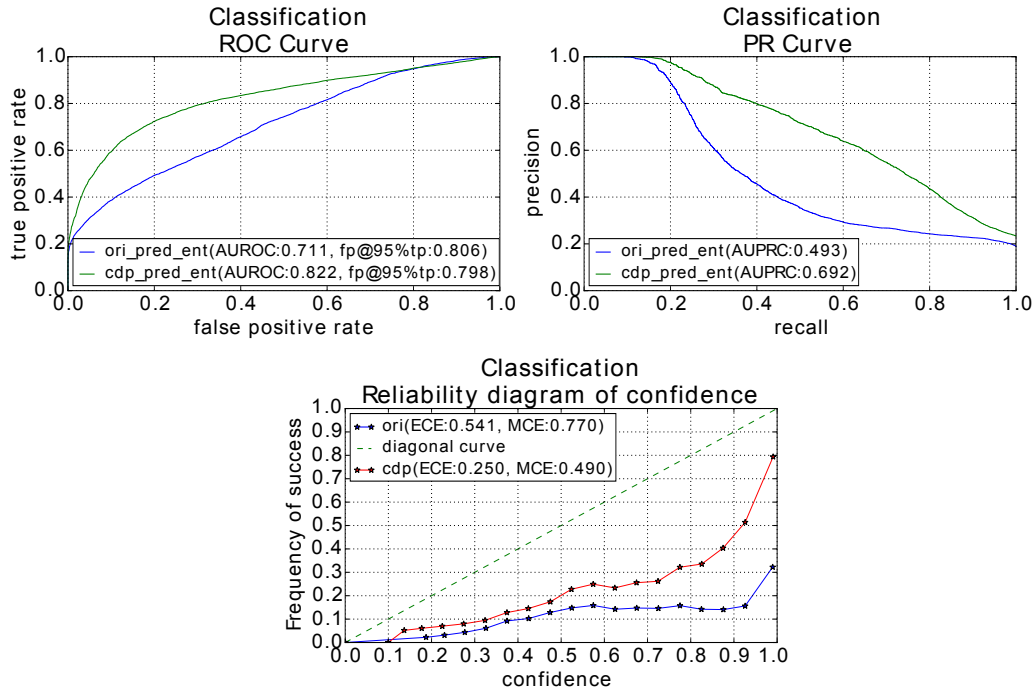 Classification
ROC Curve
1.0
0.8
0.6
0.4
0.2
0.0
true positive rate
ori_pred_ent(AUROC:0.711, fp@95%tp:0.806)
cdp_pred_ent(AUROC:0.822, fp@95%tp:0.798)
0.0 0.2 0.4 0.6 0.8 1.0
false positive rate
Classification
PR Curve
1.0
0.8
0.6
0.4
0.2
0.0
precision
ori_pred_ent(AUPRC:0.493)
cdp_pred_ent(AUPRC:0.692)
0.0 0.2 0.4 0.6 0.8 1.0
recall
Classification
Reliability diagram of confidence
1.0
0.9
0.8
0.7
0.6
0.5
0.4
0.3
0.2
0.1
0.0
Frequency of success
ori(ECE:0.541, MCE:0.770)
diagonal curve
cdp(ECE:0.250, MCE:0.490)
0.0 0.1 0.2 0.3 0.4 0.5 0.6 0.7 0.8 0.9 1.0
confidence